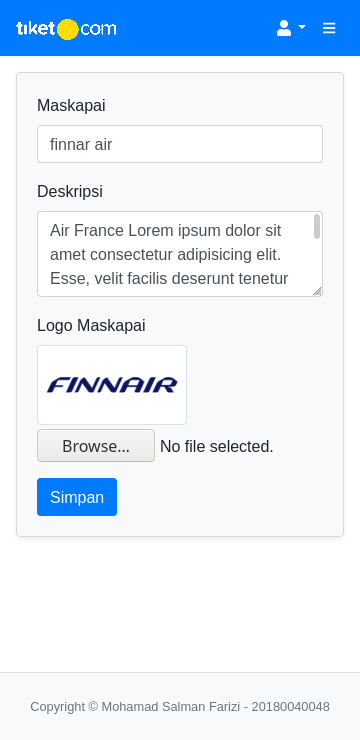 tiket.com
Maskapai
finnar air
Deskripsi
Air France Lorem ipsum dolor sit
amet consectetur adipisicing elit.
Esse, velit facilis deserunt tenetur
Logo Maskapai
FINNAIR
Browse... No file selected.
Simpan
Copyright © Mohamad Salman Farizi - 20180040048